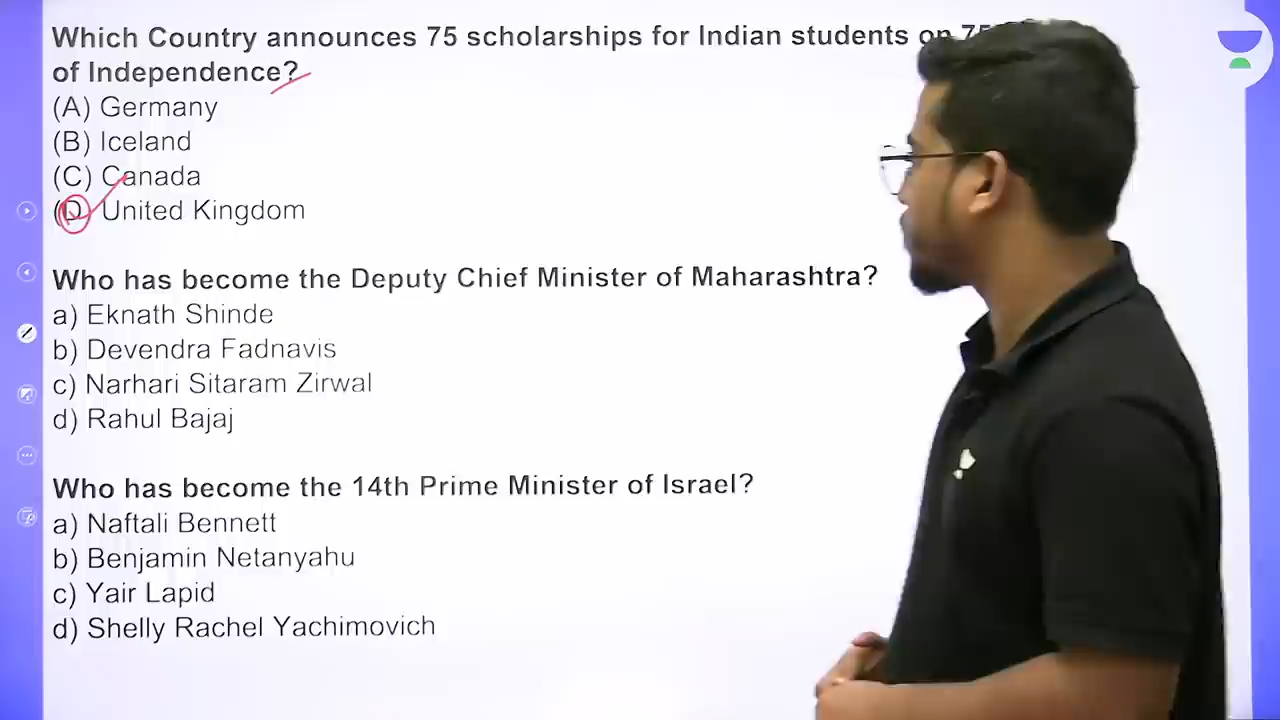 Which Country announces 75 scholarships for Indian students on
of Independence?
(A) Germany
(B) Iceland
(C) Canada
(D) United Kingdom
Who has become the Deputy Chief Minister of Maharashtra?
a) Eknath Shinde
b) Devendra Fadnavis
c) Narhari Sitaram Zirwal
d) Rahul Bajaj
Who has become the 14th Prime Minister of Israel?
a) Naftali Bennett
b) Benjamin Netanyahu
c) Yair Lapid
d) Shelly Rachel Yachimovich